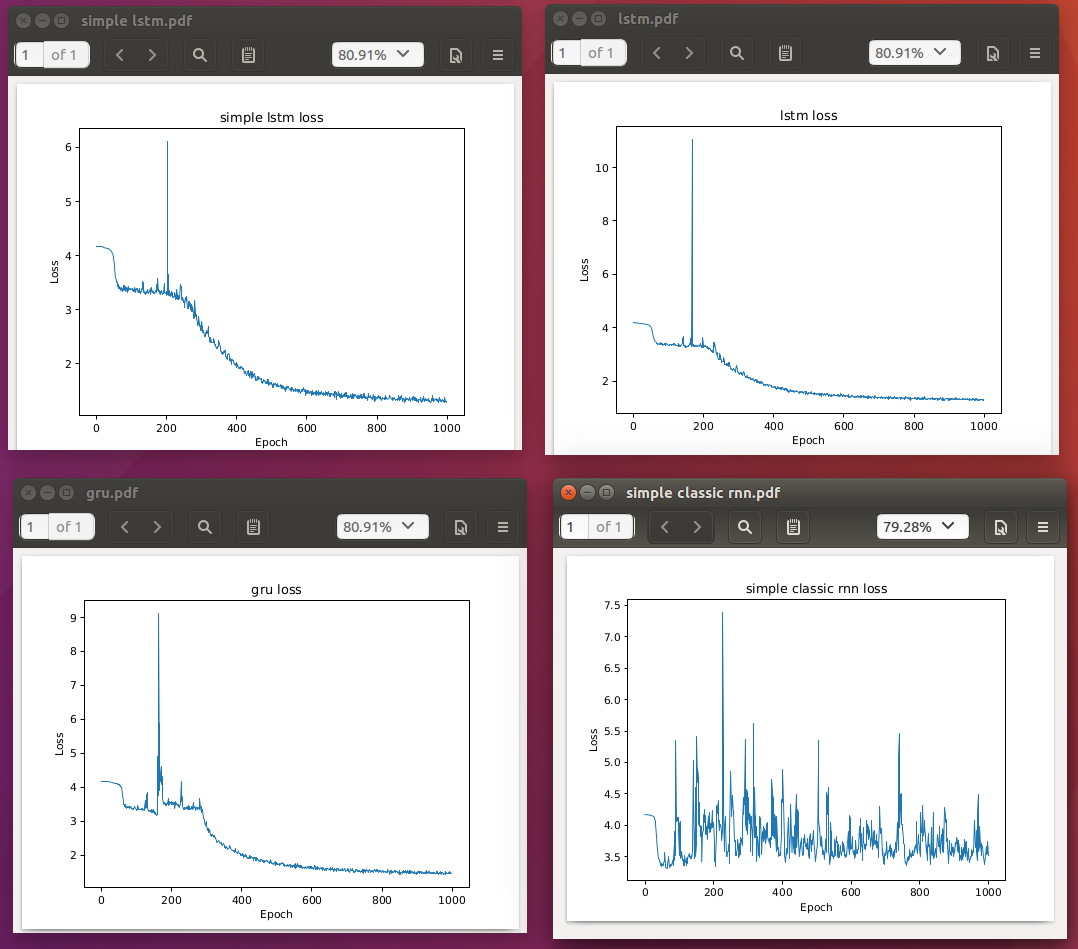 simple lstm.pdf
1 of 1 80.91%
simple lstm loss
6
5
4
3
2
Loss
0 200 400 600 800 1000
Epoch
lstm.pdf
1 of 1 80.91%
lstm loss
10
8
6
4
2
Loss
0 200 400 600 800 1000
Epoch
gru.pdf
1 of 1 80.91%
gru loss
9
8
7
6
5
4
3
2
Loss
0 200 400 600 800 1000
Epoch
simple classic rnn.pdf
1 of 1 79.28%
simple classic rnn loss
7.5
7.0
6.5
6.0
5.5
5.0
4.5
4.0
3.5
Loss
0 200 400 600 800 1000
Epoch